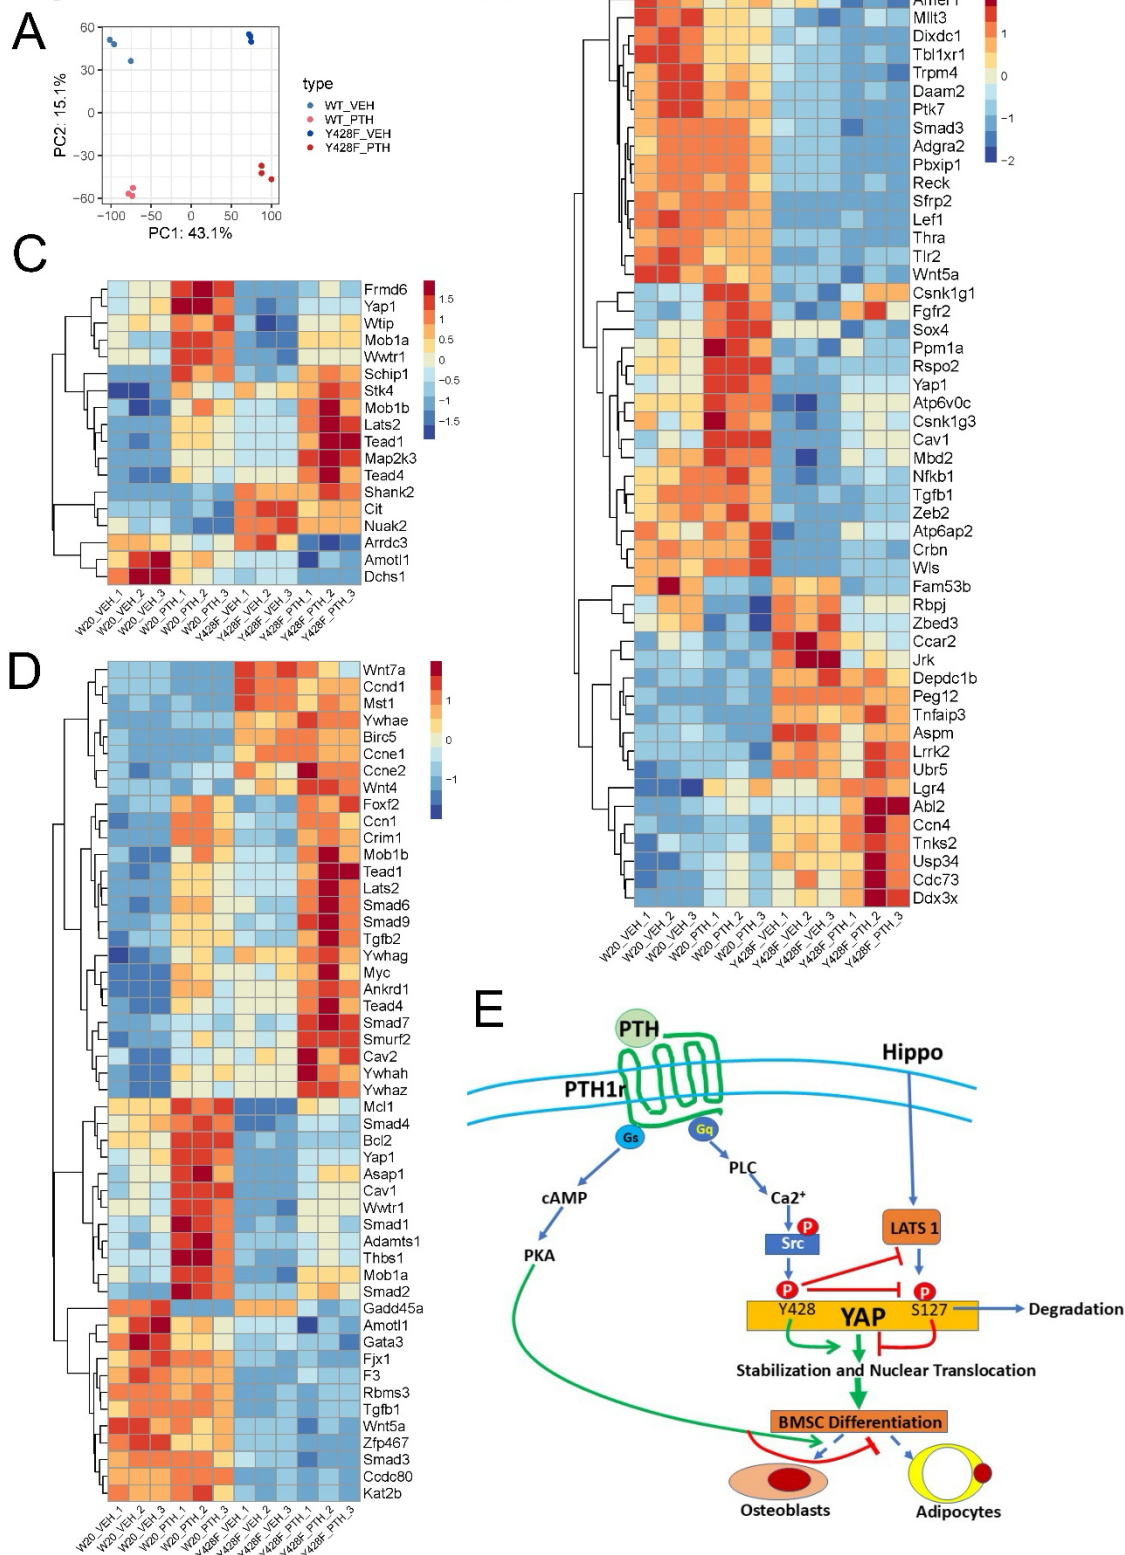 A
60
30
0
−30
−60
PC2: 15.1%
−100
−50
0
50
100
PC1: 43.1%
type
WT_VEH
WT_PTH
Y428F_VEH
Y428F_PTH
C
Frmd6
Yap1
Wtip
Mob1a
Wwtr1
Schip1
Stk4
Mob1b
Lats2
Tead1
Map2k3
Tead4
Shank2
Cit
Nuak2
Arrdc3
Amotl1
Dchs1
1.5
1
0.5
0
−0.5
−1
−1.5
W20_VEH_1
W20_VEH_2
W20_VEH_3
W20_PTH_1
W20_PTH_2
W20_PTH_3
Y428F_VEH_1
Y428F_VEH_2
Y428F_VEH_3
Y428F_PTH_1
Y428F_PTH_2
Y428F_PTH_3
D
Wnt7a
Ccnd1
Mst1
Ywhae
Birc5
Ccne1
Ccne2
Wnt4
Foxf2
Ccn1
Crim1
Mob1b
Tead1
Lats2
Smad6
Smad9
Tgfb2
Ywhag
Myc
Ankrd1
Tead4
Smad7
Smurf2
Cav2
Ywhah
Ywhaz
Mcl1
Smad4
Bcl2
Yap1
Asap1
Cav1
Wwtr1
Smad1
Adamts1
Thbs1
Mob1a
Smad2
Gadd45a
Amotl1
Gata3
Fjx1
F3
Rbms3
Tgfb1
Wnt5a
Zfp467
Smad3
Ccdc80
Kat2b
1
0
−1
W20_VEH_1
W20_VEH_2
W20_VEH_3
W20_PTH_1
W20_PTH_2
W20_PTH_3
Y428F_VEH_1
Y428F_VEH_2
Y428F_VEH_3
Y428F_PTH_1
Y428F_PTH_2
Y428F_PTH_3
Mllt3
Dixdc1
Tbl1xr1
Trpm4
Daam2
Ptk7
Smad3
Adgra2
Pbxip1
Reck
Sfrp2
Lef1
Thra
Tlr2
Wnt5a
Csnk1g1
Fgfr2
Sox4
Ppm1a
Rspo2
Yap1
Atp6v0c
Csnk1g3
Cav1
Mbd2
Nfkb1
Tgfb1
Zeb2
Atp6ap2
Crbn
Wls
Fam53b
Rbpj
Zbed3
Ccar2
Jrk
Depdc1b
Peg12
Tnfaip3
Aspm
Lrrk2
Ubr5
Lgr4
Abl2
Ccn4
Tnks2
Usp34
Cdc73
Ddx3x
1
0
−1
−2
W20_VEH_1
W20_VEH_2
W20_VEH_3
W20_PTH_1
W20_PTH_2
W20_PTH_3
Y428F_VEH_1
Y428F_VEH_2
Y428F_VEH_3
Y428F_PTH_1
Y428F_PTH_2
Y428F_PTH_3
E
PTH
Hippo
PTH1r
Gs
Gq
PLC
cAMP
Ca2⁺
P
LATS 1
Src
PKA
P
P
Y428
YAP
S127
Degradation
Stabilization and Nuclear Translocation
BMSC Differentiation
Osteoblasts
Adipocytes